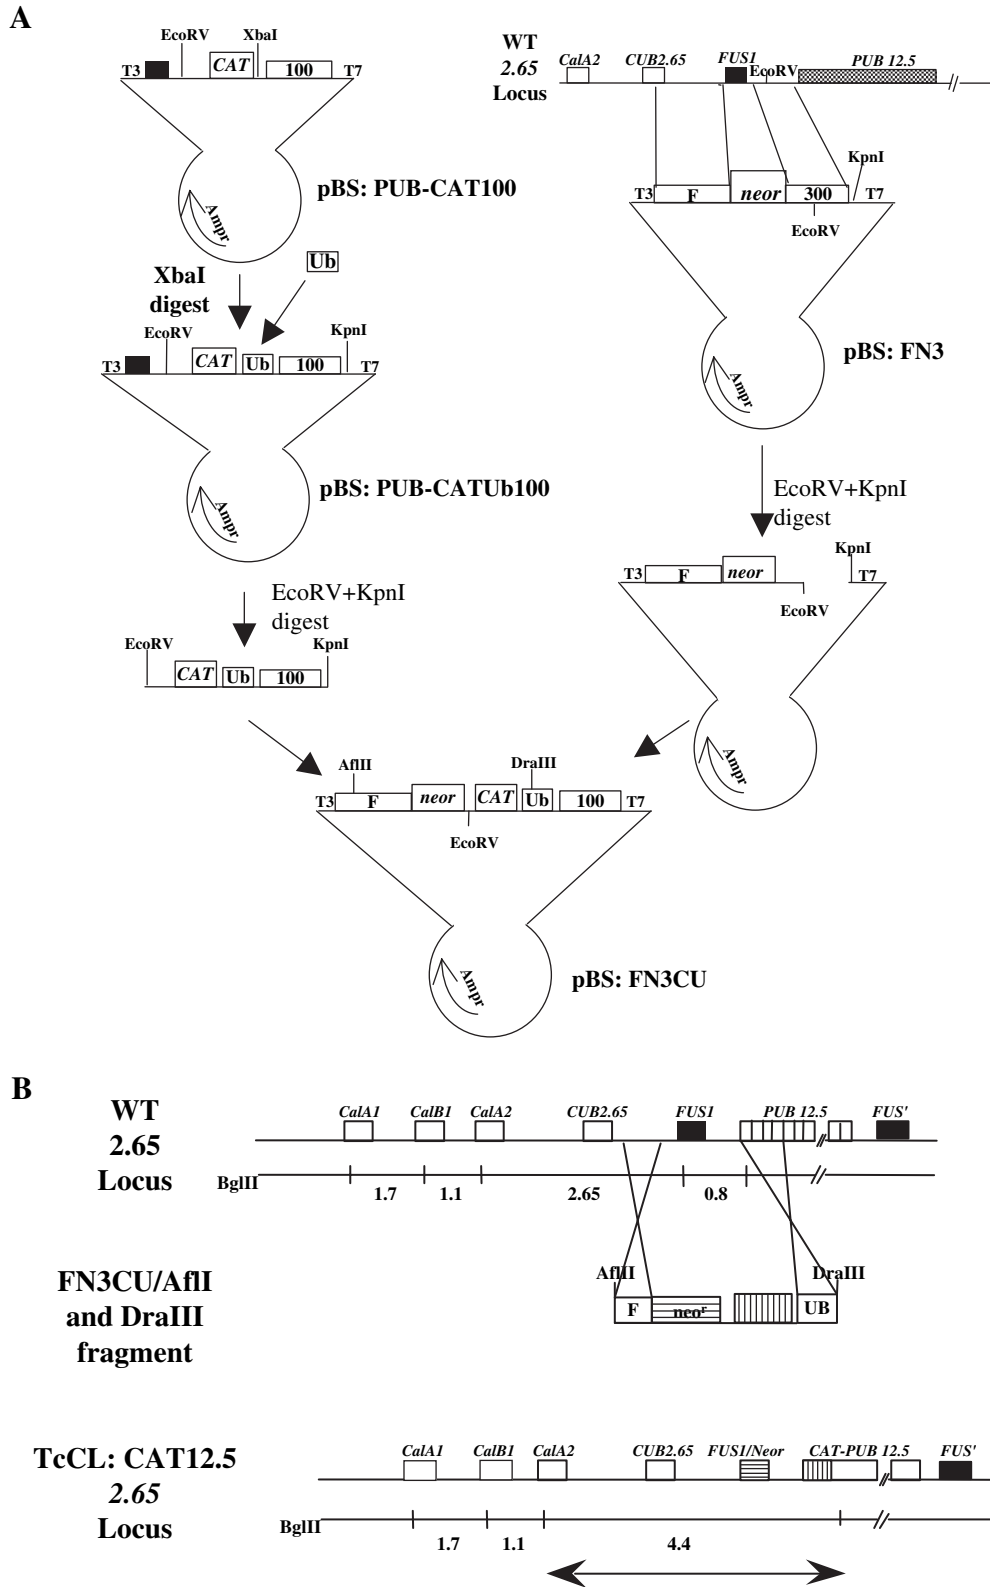 A
EcoRV XbaI
T3 CAT 100 T7
pBS: PUB-CAT100
Ampr
XbaI
digest
Ub
EcoRV KpnI
T3 CAT Ub 100 T7
pBS: PUB-CATUb100
Ampr
EcoRV+KpnI
digest
EcoRV KpnI
CAT Ub 100
WT
2.65
Locus
CalA2 CUB2.65 FUS1 EcoRV PUB 12.5
KpnI
T3 F neor 300 T7
EcoRV
pBS: FN3
Ampr
EcoRV+KpnI
digest
KpnI
T3 F neor T7
EcoRV
Ampr
AflII DraIII
T3 F neor CAT Ub 100 T7
EcoRV
pBS: FN3CU
Ampr
B
WT
2.65
Locus
CalA1 CalB1 CalA2 CUB2.65 FUS1 PUB 12.5 FUS'
BglII
1.7 1.1 2.65 0.8
FN3CU/AflI
and DraIII
fragment
AflII DraIII
F neoʳ UB
TcCL: CAT12.5
2.65
Locus
CalA1 CalB1 CalA2 CUB2.65 FUS1/Neor CAT-PUB 12.5 FUS'
BglII
1.7 1.1 4.4